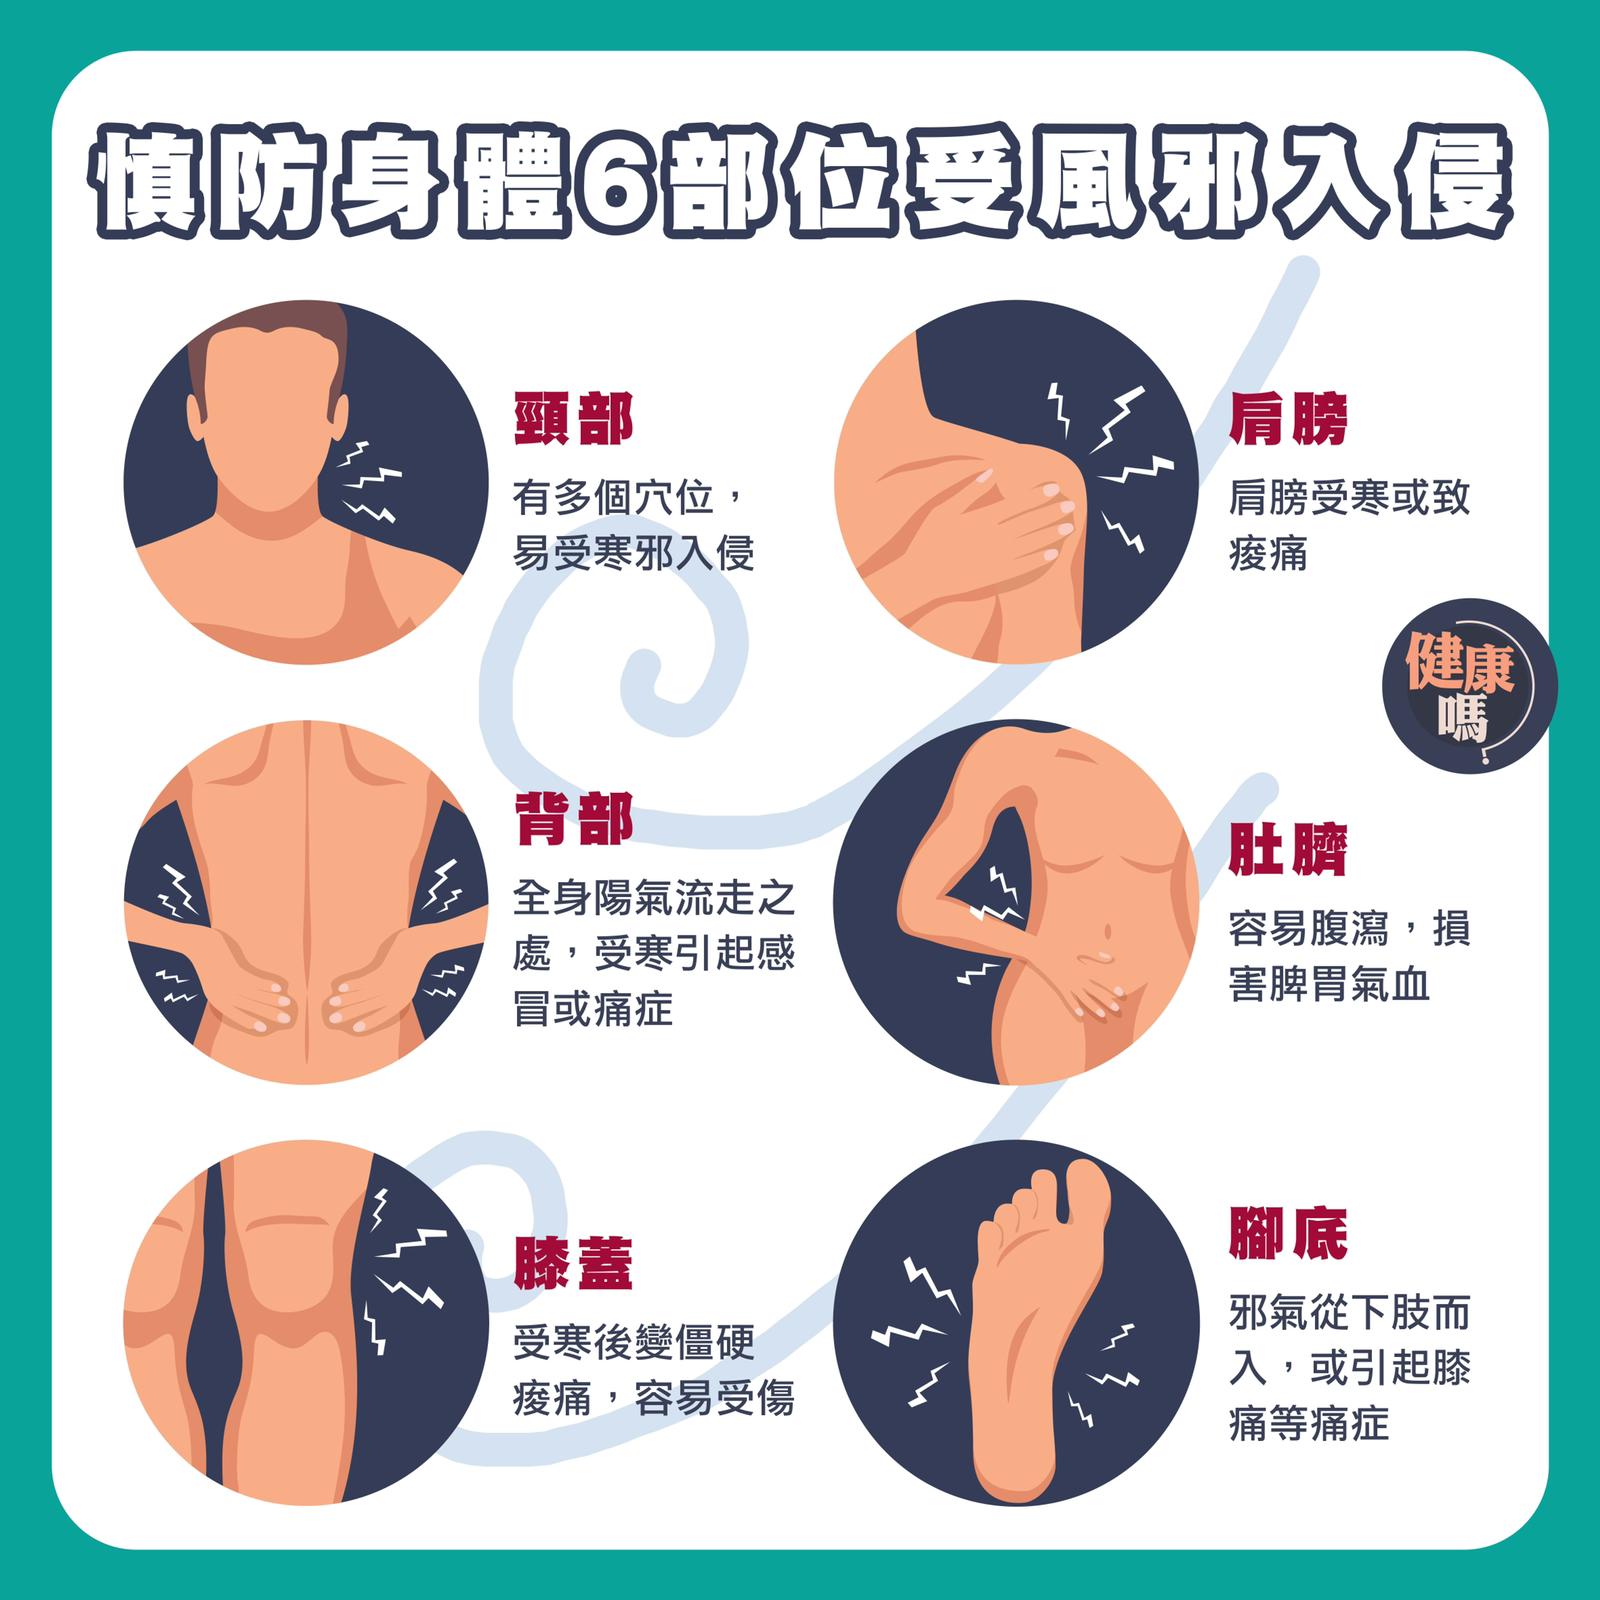 慎防身體6部位受風邪入侵
頸部
有多個穴位，
易受寒邪入侵
肩膀
肩膀受寒或致
痠痛
健康
嗎?
背部
全身陽氣流走之
處，受寒引起感
冒或痛症
肚臍
容易腹瀉，損
害脾胃氣血
膝蓋
受寒後變僵硬
痠痛，容易受傷
腳底
邪氣從下肢而
入，或引起膝
痛等痛症